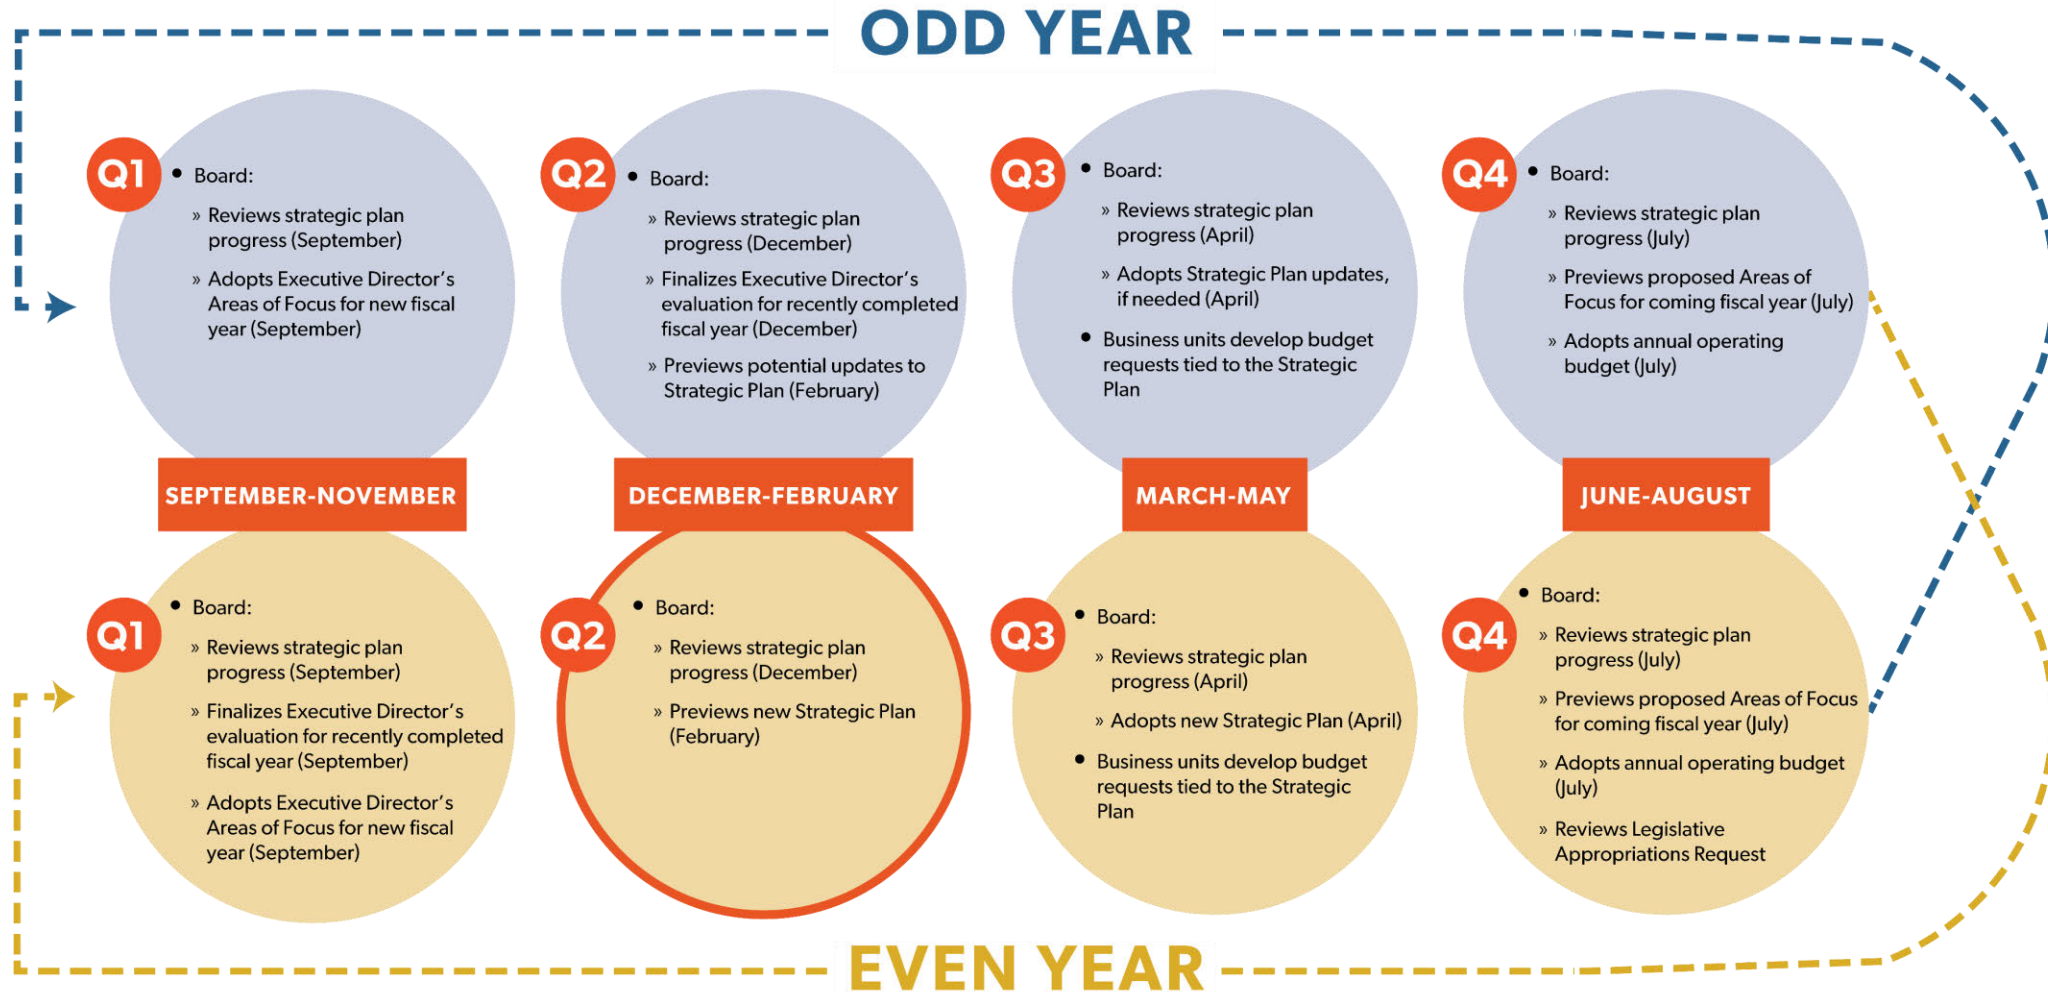 ODD YEAR
Q1
• Board:
» Reviews strategic plan
progress (September)
» Adopts Executive Director's
Areas of Focus for new fiscal
year (September)
Q2
• Board:
» Reviews strategic plan
progress (December)
» Finalizes Executive Director's
evaluation for recently completed
fiscal year (December)
» Previews potential updates to
Strategic Plan (February)
Q3
• Board:
» Reviews strategic plan
progress (April)
» Adopts Strategic Plan updates,
if needed (April)
• Business units develop budget
requests tied to the Strategic
Plan
Q4
• Board:
» Reviews strategic plan
progress (July)
» Previews proposed Areas of
Focus for coming fiscal year (July)
» Adopts annual operating
budget (July)
SEPTEMBER-NOVEMBER
DECEMBER-FEBRUARY
MARCH-MAY
JUNE-AUGUST
Q1
• Board:
» Reviews strategic plan
progress (September)
» Finalizes Executive Director's
evaluation for recently completed
fiscal year (September)
» Adopts Executive Director's
Areas of Focus for new fiscal
year (September)
Q2
• Board:
» Reviews strategic plan
progress (December)
» Previews new Strategic Plan
(February)
Q3
• Board:
» Reviews strategic plan
progress (April)
» Adopts new Strategic Plan (April)
• Business units develop budget
requests tied to the Strategic
Plan
Q4
• Board:
» Reviews strategic plan
progress (July)
» Previews proposed Areas of Focus
for coming fiscal year (July)
» Adopts annual operating budget
(July)
» Reviews Legislative
Appropriations Request
EVEN YEAR